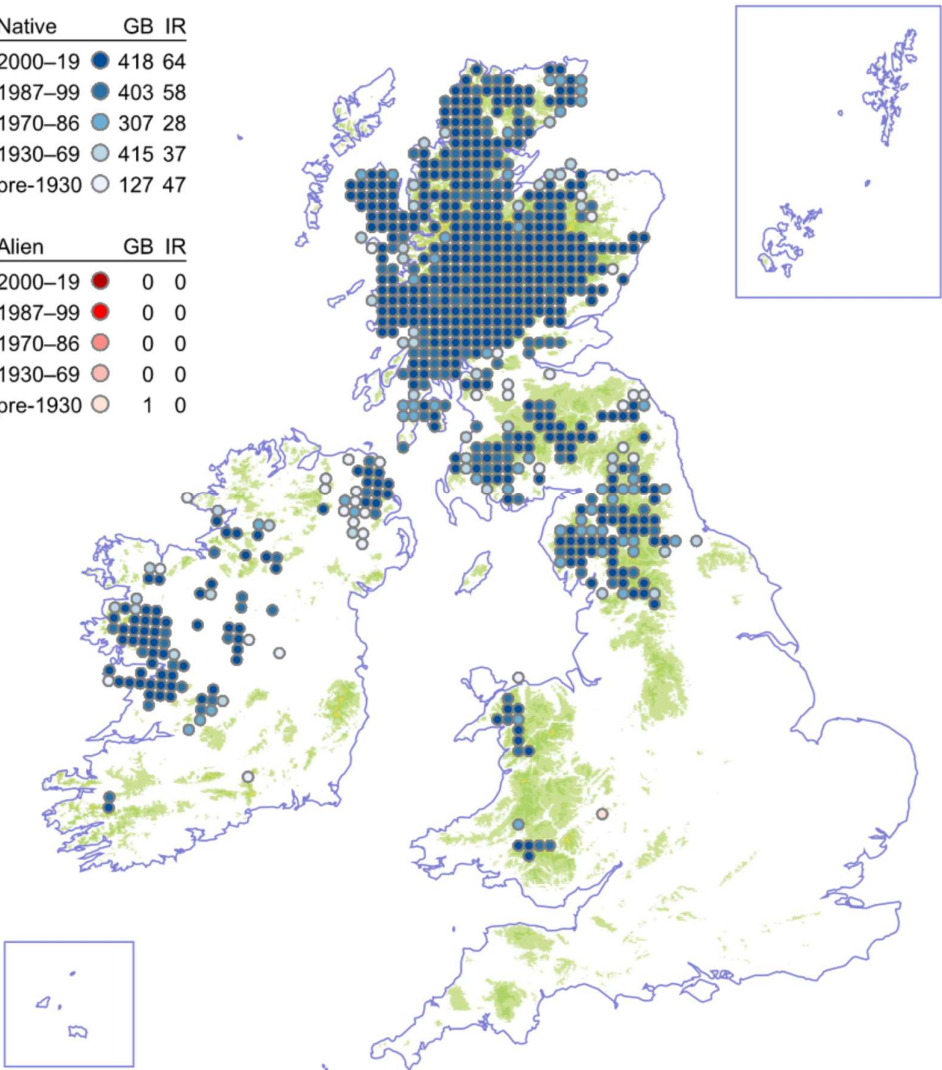 Native GB IR
2000–19 418 64
1987–99 403 58
1970–86 307 28
1930–69 415 37
pre-1930 127 47
Alien GB IR
2000–19 0 0
1987–99 0 0
1970–86 0 0
1930–69 0 0
pre-1930 1 0